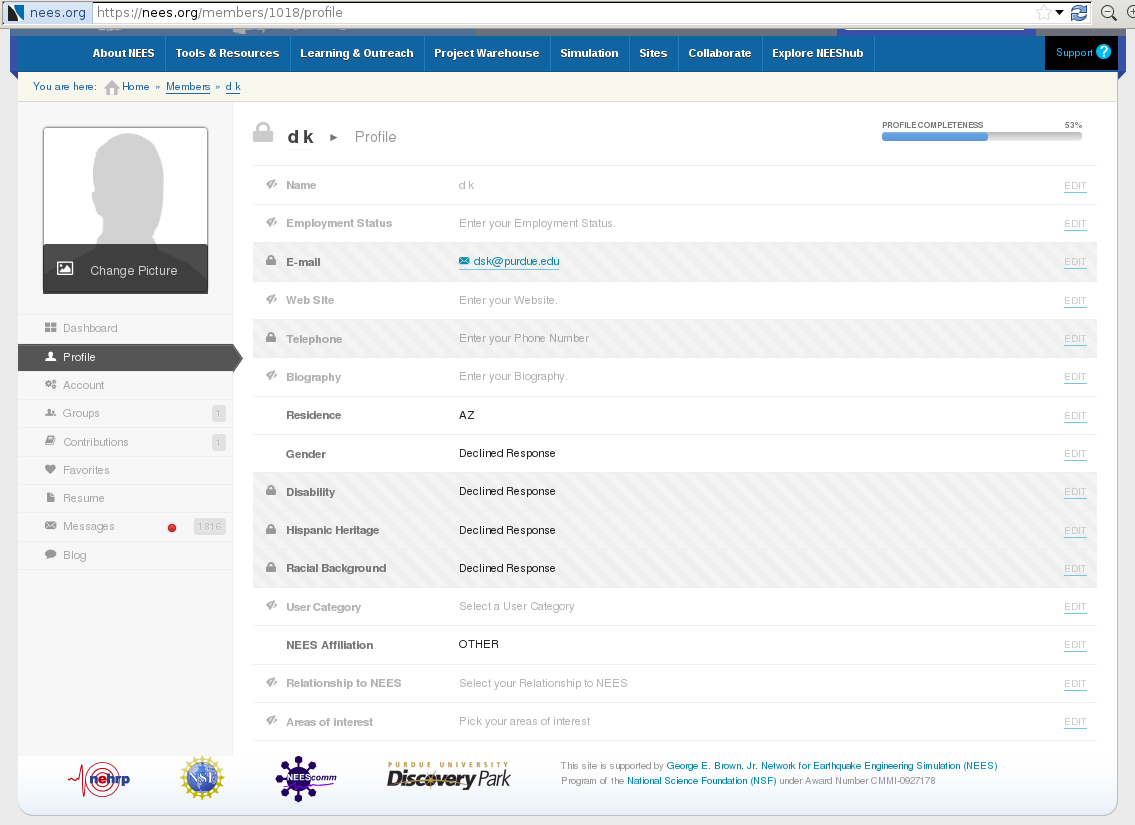 nees.org https://nees.org/members/1018/profile
About NEES Tools & Resources Learning & Outreach Project Warehouse Simulation Sites Collaborate Explore NEEShub Support ?
You are here: Home » Members » d k
d k ► Profile
PROFILE COMPLETENESS 53%
Change Picture
Dashboard
Profile
Account
Groups 1
Contributions 1
Favorites
Resume
Messages 1816
Blog
Name d k EDIT
Employment Status Enter your Employment Status. EDIT
E-mail dsk@purdue.edu EDIT
Web Site Enter your Website. EDIT
Telephone Enter your Phone Number EDIT
Biography Enter your Biography. EDIT
Residence AZ EDIT
Gender Declined Response EDIT
Disability Declined Response EDIT
Hispanic Heritage Declined Response EDIT
Racial Background Declined Response EDIT
User Category Select a User Category EDIT
NEES Affiliation OTHER EDIT
Relationship to NEES Select your Relationship to NEES EDIT
Areas of interest Pick your areas of interest EDIT
nehrp
NSF
NEEScomm
PURDUE UNIVERSITY
Discovery Park
This site is supported by George E. Brown, Jr. Network for Earthquake Engineering Simulation (NEES)
Program of the National Science Foundation (NSF) under Award Number CMMI-0927178